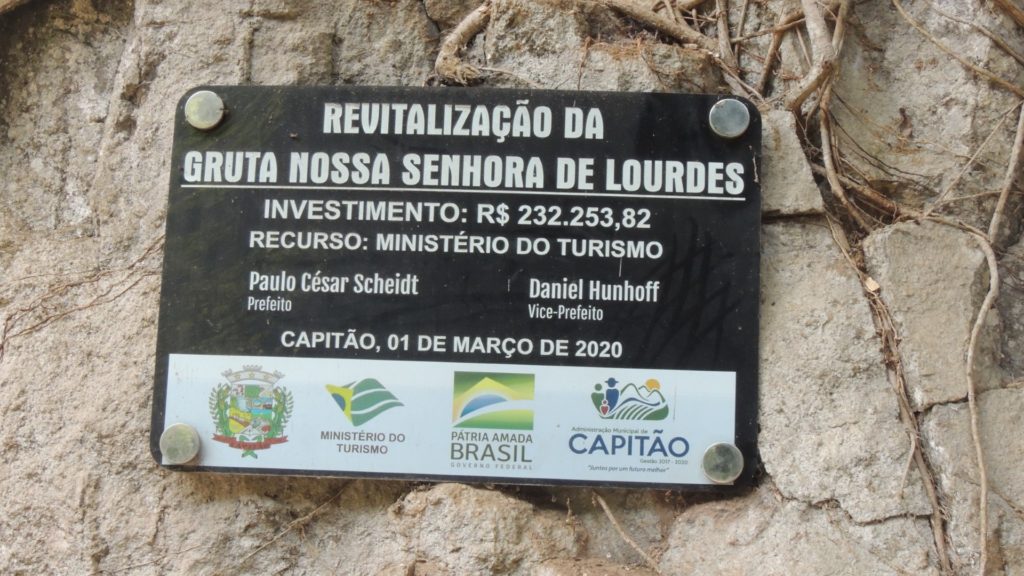 REVITALIZAÇÃO DA
GRUTA NOSSA SENHORA DE LOURDES
INVESTIMENTO: R$ 232.253,82
RECURSO: MINISTÉRIO DO TURISMO
Paulo César Scheidt
Prefeito
Daniel Hunhoff
Vice-Prefeito
CAPITÃO, 01 DE MARÇO DE 2020
MINISTÉRIO DO
TURISMO
PÁTRIA AMADA
BRASIL
GOVERNO FEDERAL
Administração Municipal de
CAPITÃO
Gestão 2017 - 2020
"Juntos por um futuro melhor"